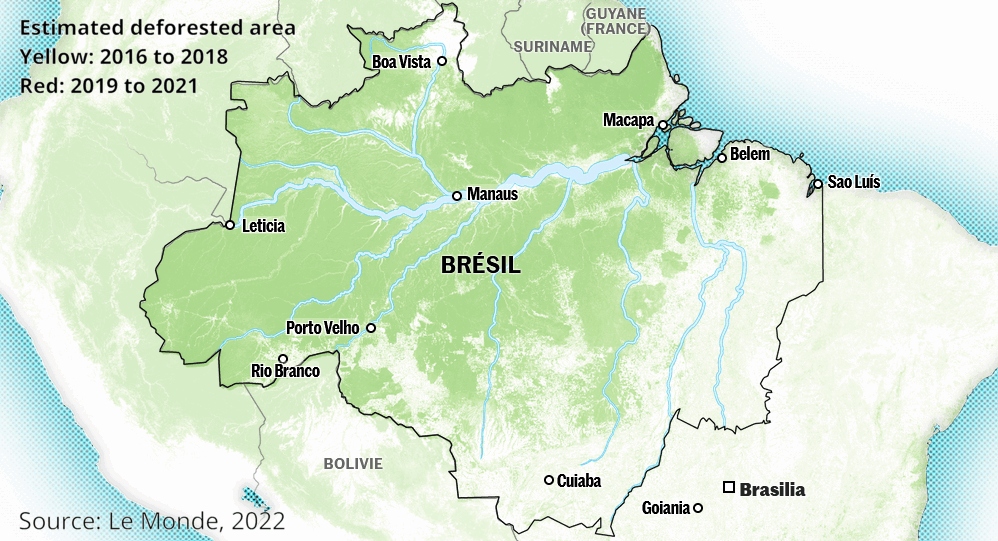 Estimated deforested area
Yellow: 2016 to 2018
Red: 2019 to 2021
GUYANE
(FRANCE)
SURINAME
Boa Vista
Macapa
Belem
Sao Luís
Manaus
Leticia
BRÉSIL
Porto Velho
Rio Branco
BOLIVIE
Cuiaba
Brasilia
Goiania
Source: Le Monde, 2022